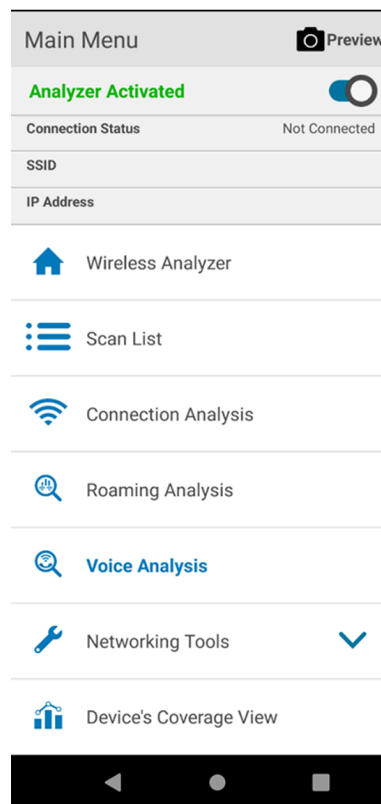 Main Menu
Preview
Analyzer Activated
Connection Status Not Connected
SSID
IP Address
Wireless Analyzer
Scan List
Connection Analysis
Roaming Analysis
Voice Analysis
Networking Tools
Device's Coverage View